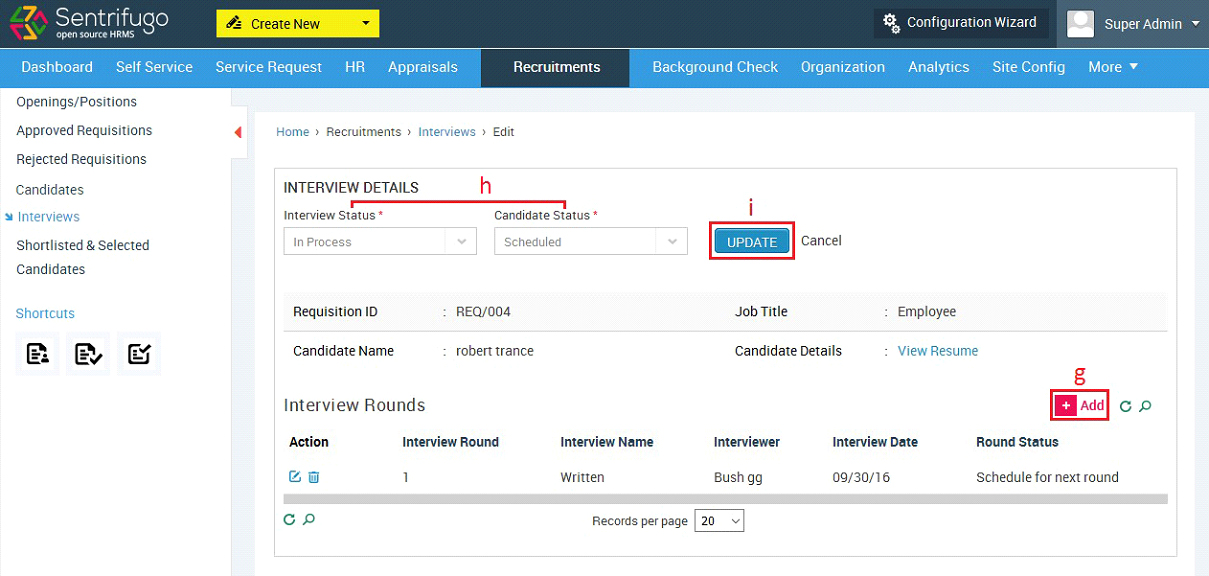 Sentrifugo
open source HRMS
Create New
Configuration Wizard
Super Admin
Dashboard Self Service Service Request HR Appraisals Recruitments Background Check Organization Analytics Site Config More
Openings/Positions
Approved Requisitions
Rejected Requisitions
Candidates
Interviews
Shortlisted & Selected
Candidates
Shortcuts
Home › Recruitments › Interviews › Edit
INTERVIEW DETAILS
h
i
Interview Status * Candidate Status *
In Process Scheduled UPDATE Cancel
Requisition ID : REQ/004 Job Title : Employee
Candidate Name : robert trance Candidate Details : View Resume
g
Interview Rounds + Add
Action Interview Round Interview Name Interviewer Interview Date Round Status
1 Written Bush gg 09/30/16 Schedule for next round
Records per page 20